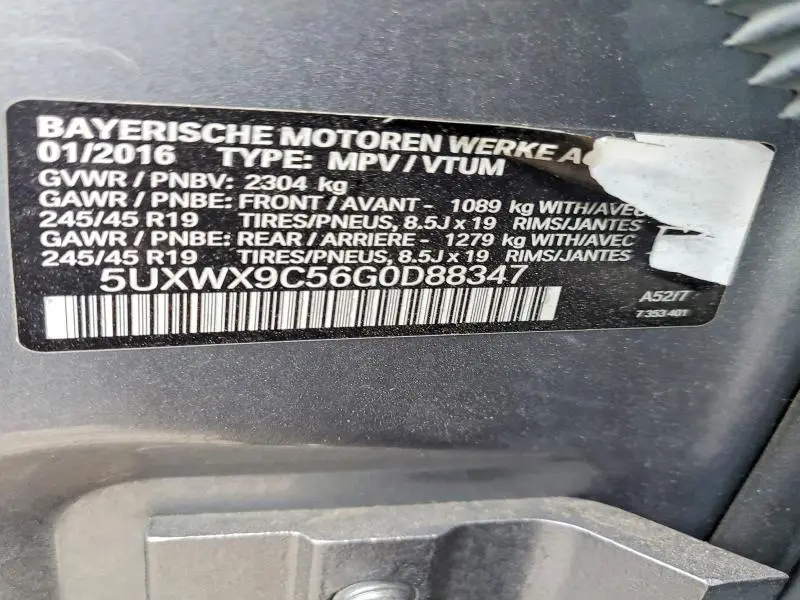 BAYERISCHE MOTOREN WERKE AG
01/2016 TYPE: MPV / VTUM
GVWR / PNBV: 2304 kg
GAWR / PNBE: FRONT / AVANT - 1089 kg WITH/AVEC
245/45 R19 TIRES/PNEUS, 8.5J x 19 RIMS/JANTES
GAWR / PNBE: REAR / ARRIERE - 1279 kg WITH/AVEC
245/45 R19 TIRES/PNEUS, 8.5J x 19 RIMS/JANTES
5UXWX9C56G0D88347
A52/T
7 353 401